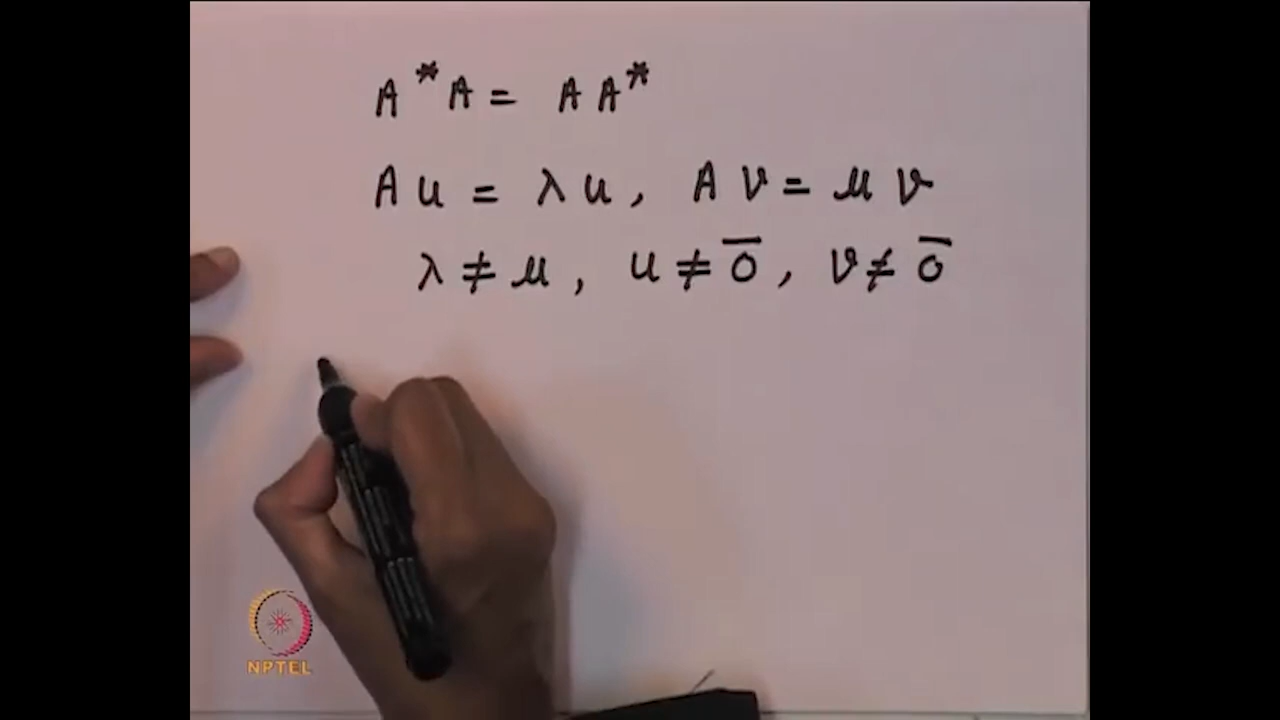 A*A = AA*
Au = λu, Av = μv
λ ≠ μ, u ≠ 0̅, v ≠ 0̅
NPTEL